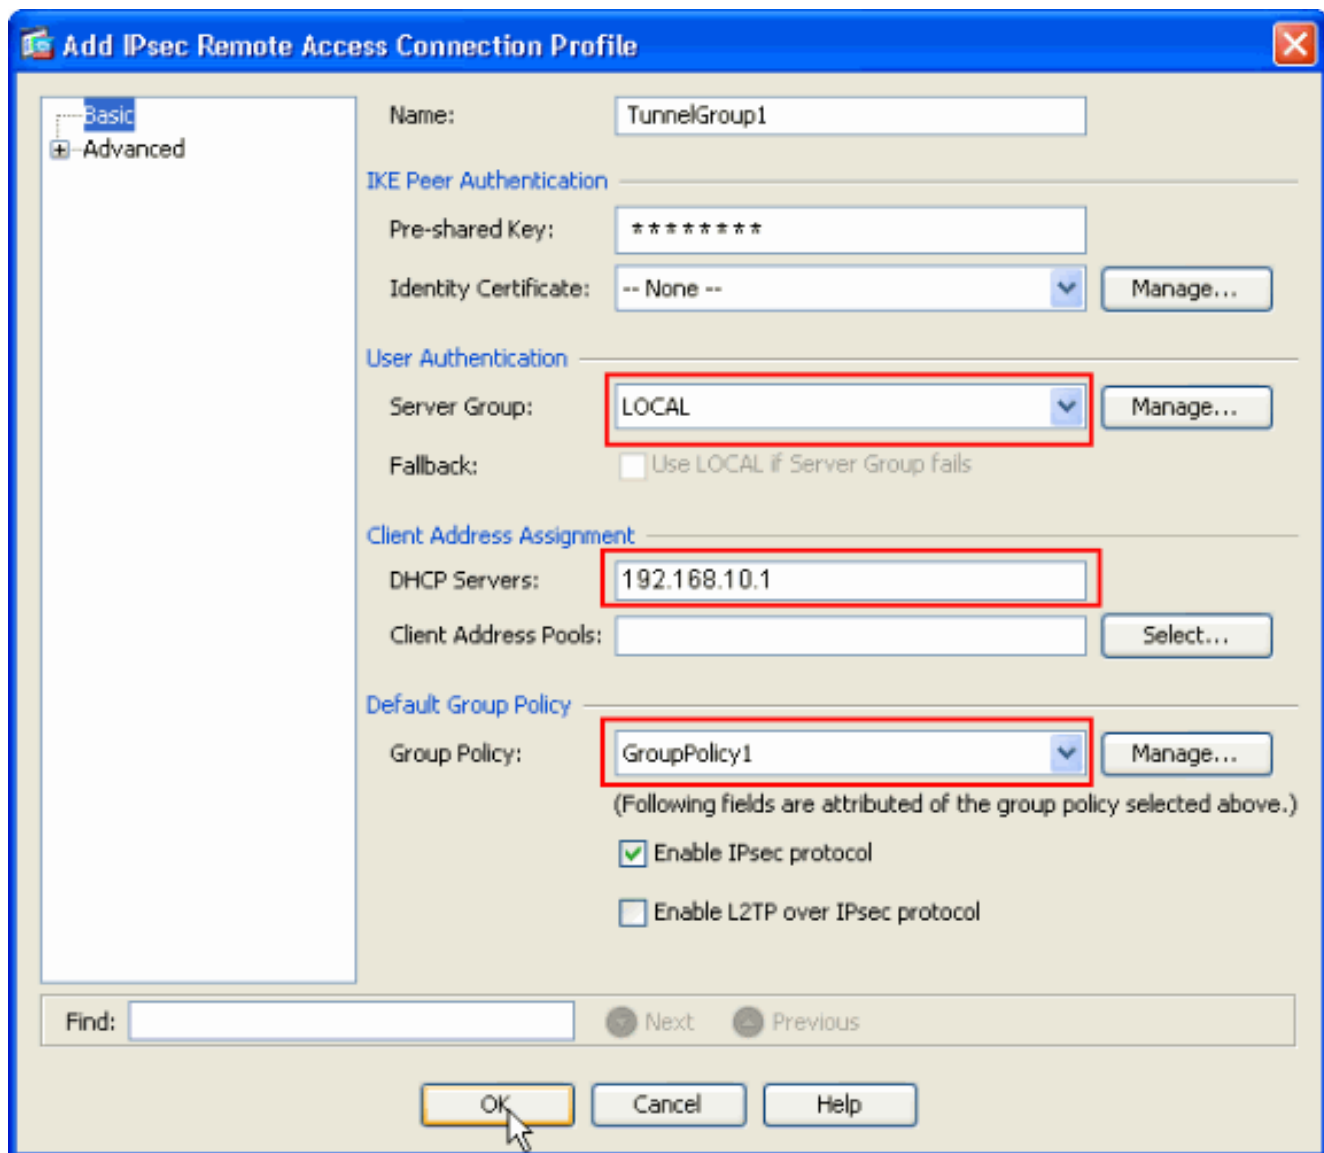 Add IPsec Remote Access Connection Profile
Basic
Advanced
Name: TunnelGroup1
IKE Peer Authentication
Pre-shared Key: ********
Identity Certificate: -- None -- Manage...
User Authentication
Server Group: LOCAL Manage...
Fallback: Use LOCAL if Server Group fails
Client Address Assignment
DHCP Servers: 192.168.10.1
Client Address Pools: Select...
Default Group Policy
Group Policy: GroupPolicy1 Manage...
(Following fields are attributed of the group policy selected above.)
Enable IPsec protocol
Enable L2TP over IPsec protocol
Find: Next Previous
OK Cancel Help